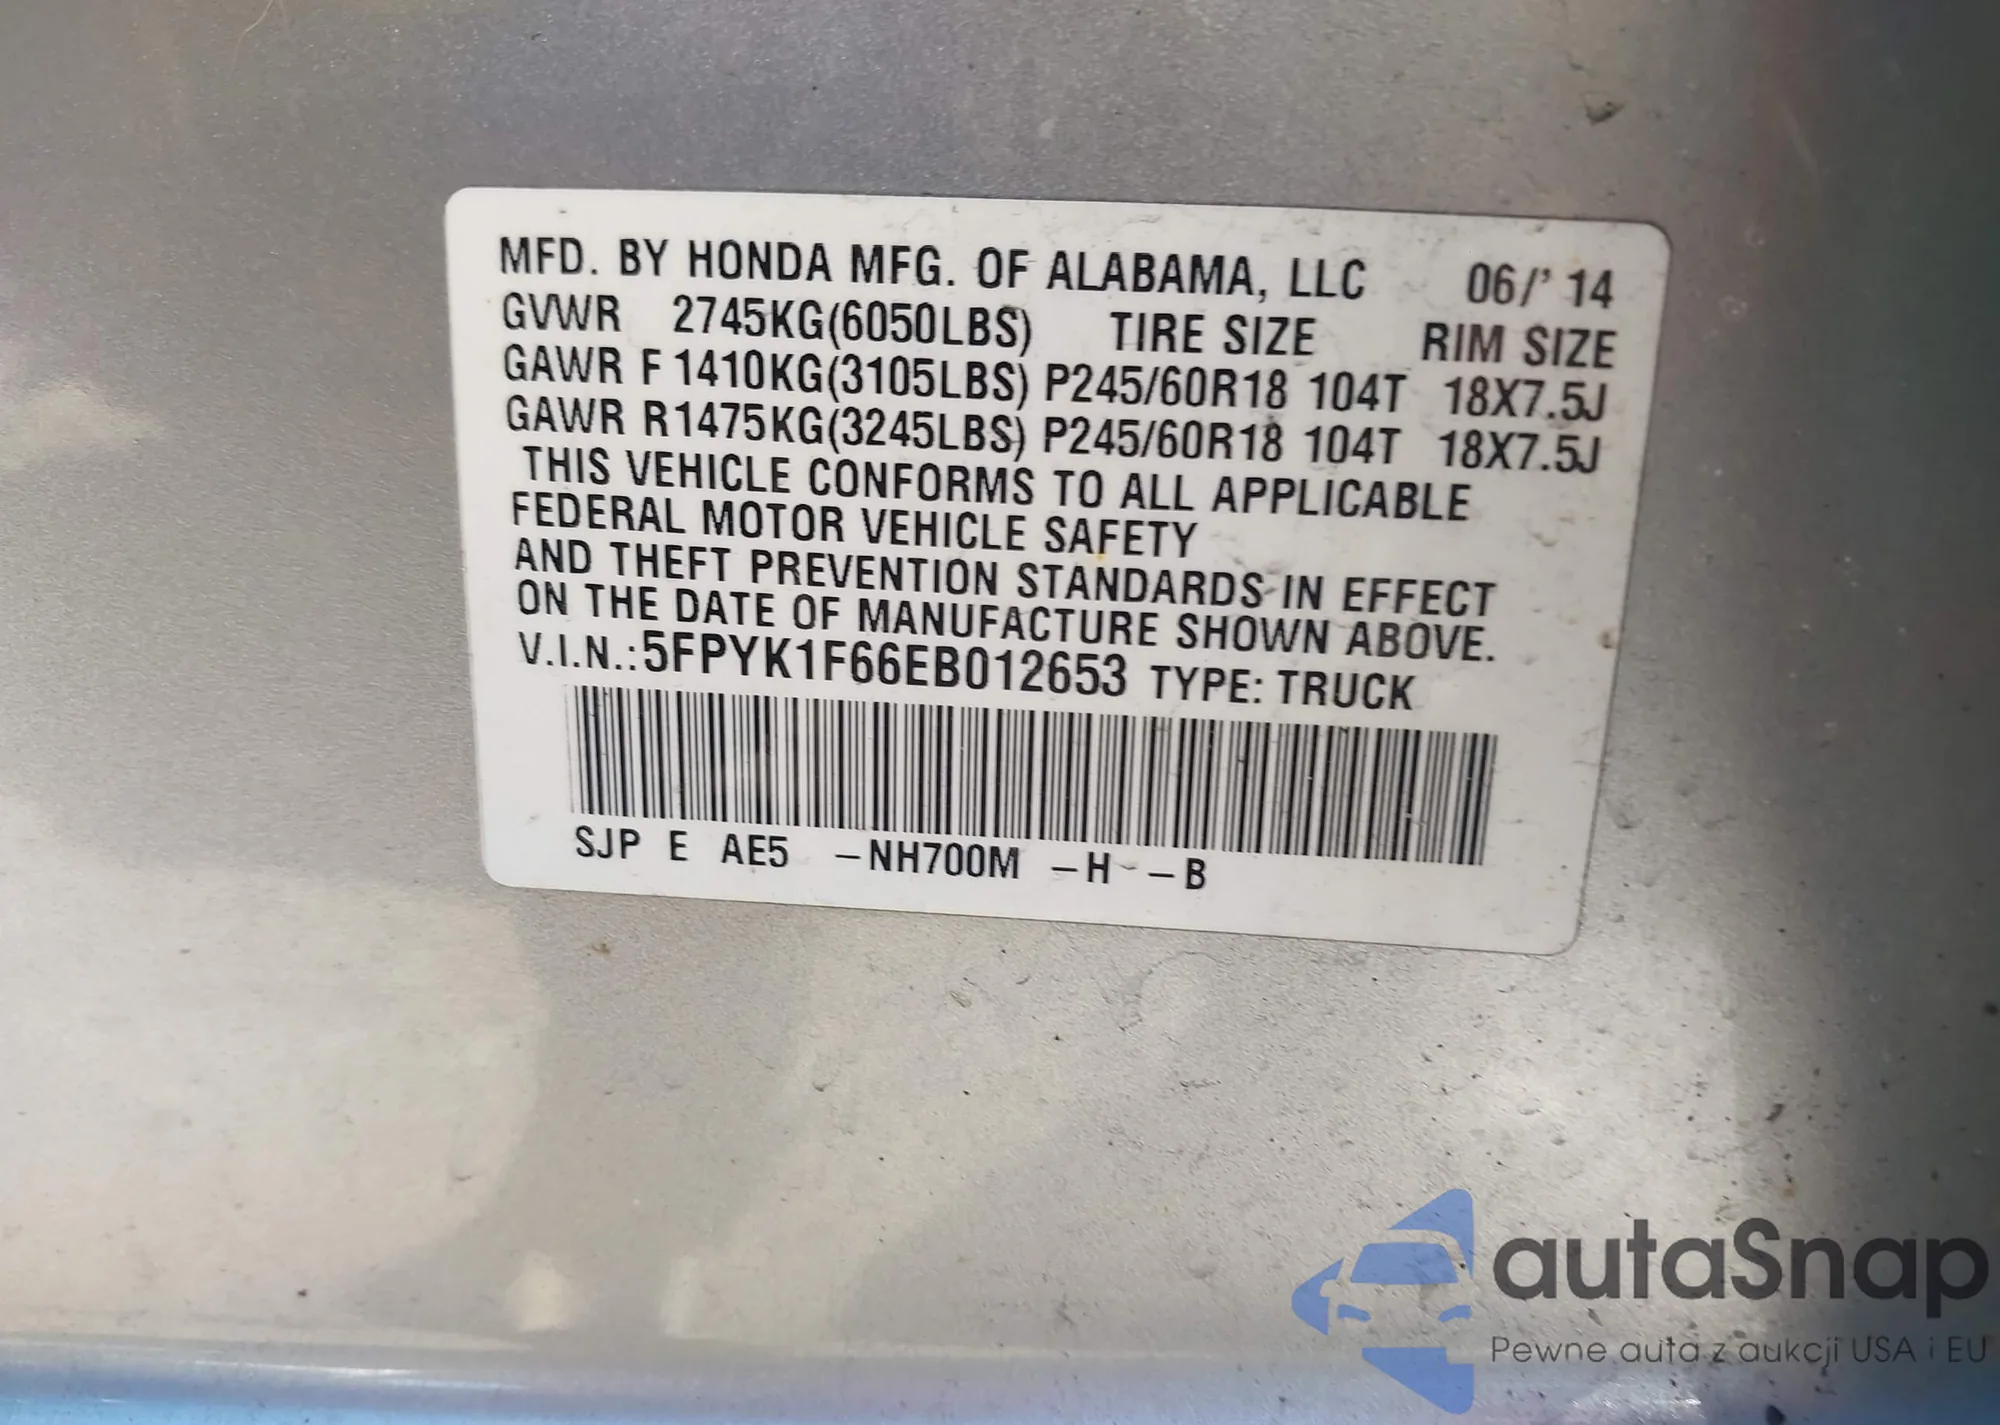 MFD. BY HONDA MFG. OF ALABAMA, LLC 06/'14
GVWR 2745KG(6050LBS) TIRE SIZE RIM SIZE
GAWR F 1410KG(3105LBS) P245/60R18 104T 18X7.5J
GAWR R1475KG(3245LBS) P245/60R18 104T 18X7.5J
THIS VEHICLE CONFORMS TO ALL APPLICABLE
FEDERAL MOTOR VEHICLE SAFETY
AND THEFT PREVENTION STANDARDS IN EFFECT
ON THE DATE OF MANUFACTURE SHOWN ABOVE.
V.I.N.:5FPYK1F66EB012653 TYPE: TRUCK
SJP E AE5 -NH700M -H -B
autaSnap
Pewne auta z aukcji USA i EU